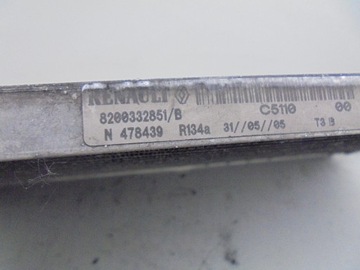 RENAULT C5110 00
8200332851/B
N 478439 R134a 31//05//05 T3 B